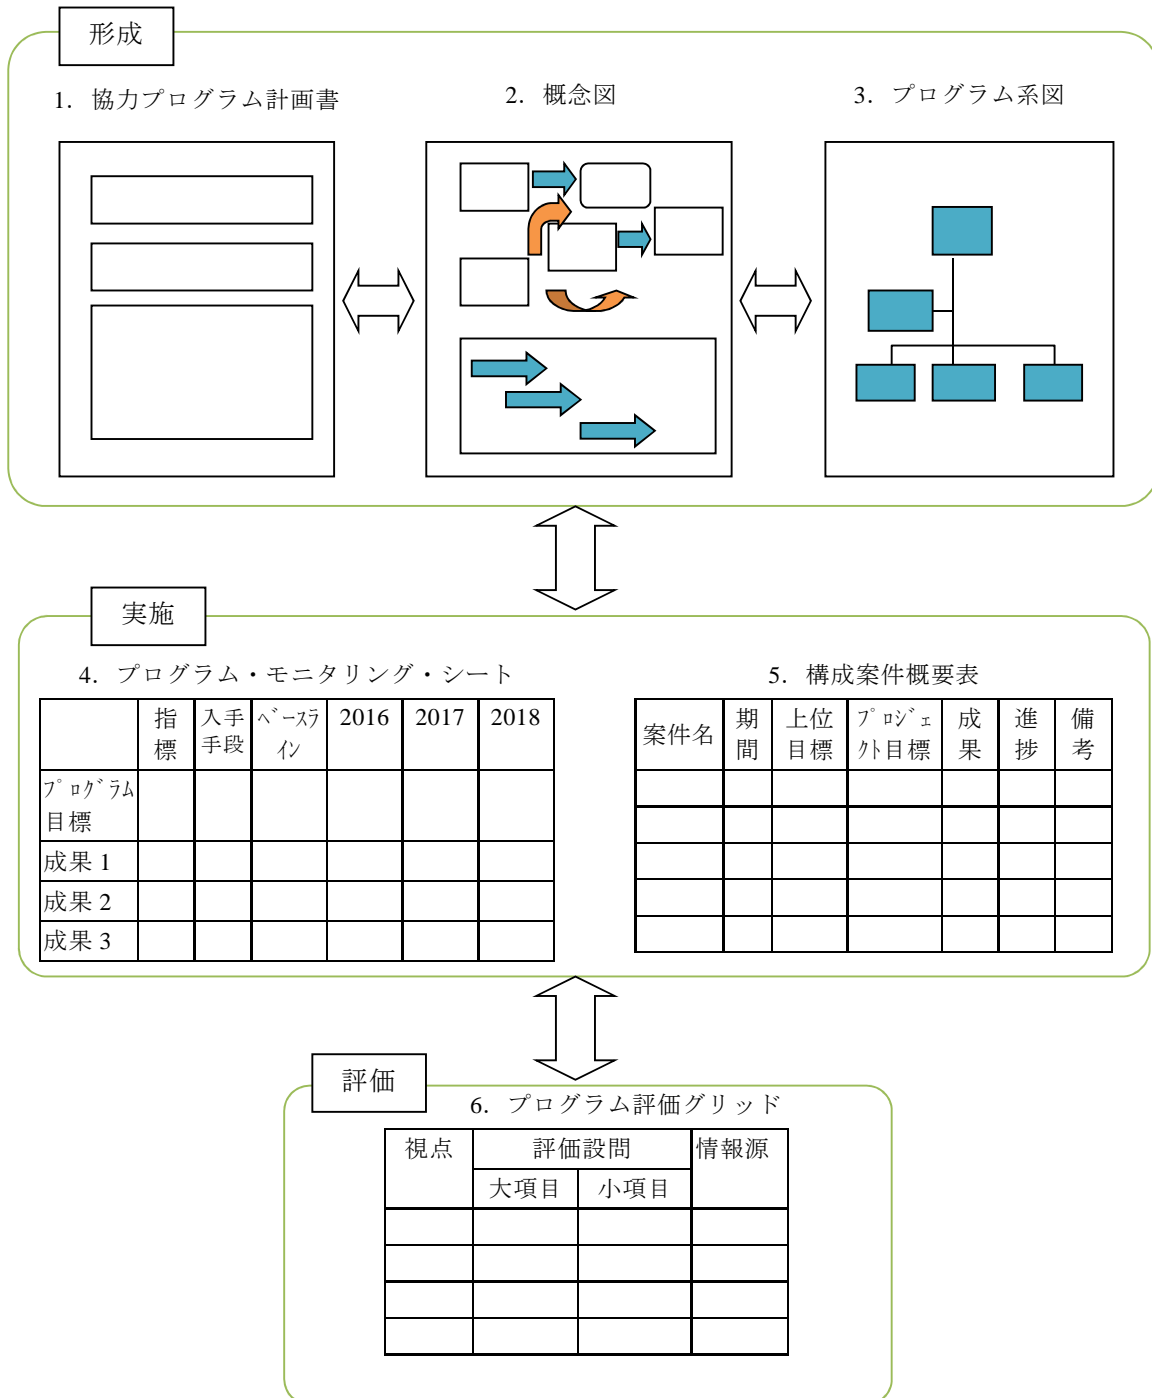 形成
1. 協力プログラム計画書
2. 概念図
3. プログラム系図
実施
4. プログラム・モニタリング・シート
指標
入手手段
ﾍﾞｰｽﾗｲﾝ
2016
2017
2018
ﾌﾟﾛｸﾞﾗﾑ目標
成果 1
成果 2
成果 3
5. 構成案件概要表
案件名
期間
上位目標
ﾌﾟﾛｼﾞｪｸﾄ目標
成果
進捗
備考
評価
6. プログラム評価グリッド
視点
評価設問
情報源
大項目
小項目